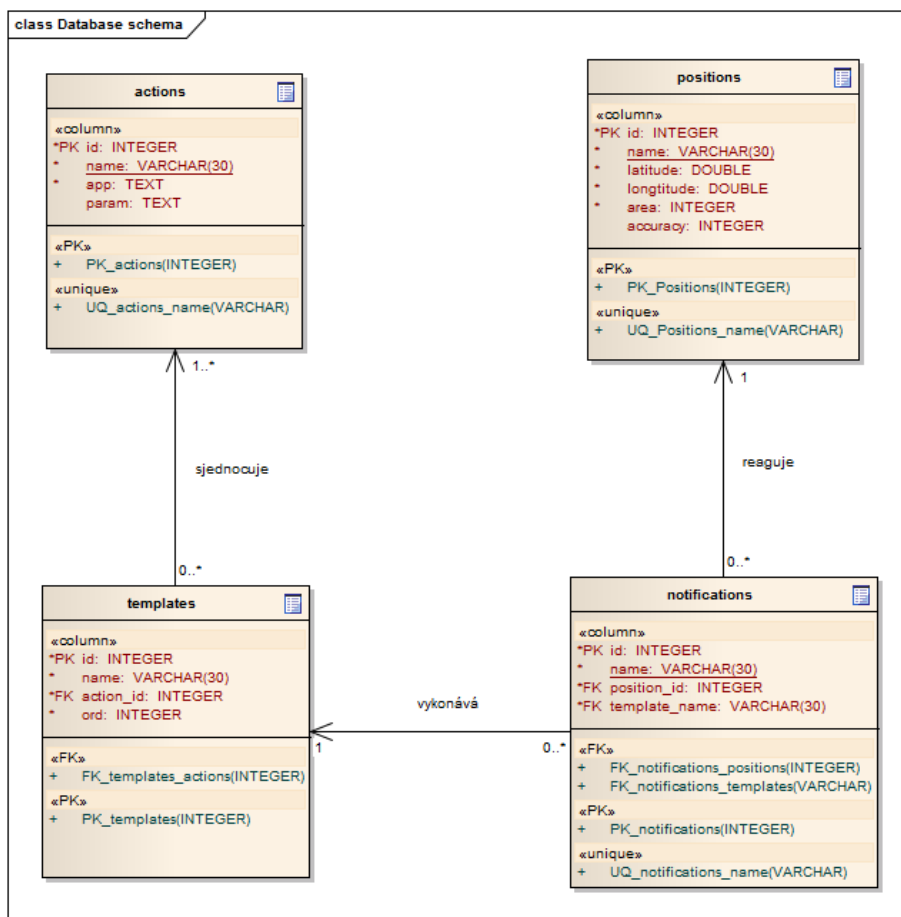 class Database schema
actions
«column»
*PK id: INTEGER
* name: VARCHAR(30)
* app: TEXT
param: TEXT
«PK»
+ PK_actions(INTEGER)
«unique»
+ UQ_actions_name(VARCHAR)
positions
«column»
*PK id: INTEGER
* name: VARCHAR(30)
* latitude: DOUBLE
* longtitude: DOUBLE
* area: INTEGER
accuracy: INTEGER
«PK»
+ PK_Positions(INTEGER)
«unique»
+ UQ_Positions_name(VARCHAR)
1..*
sjednocuje
0..*
1
reaguje
0..*
templates
«column»
*PK id: INTEGER
* name: VARCHAR(30)
*FK action_id: INTEGER
* ord: INTEGER
«FK»
+ FK_templates_actions(INTEGER)
«PK»
+ PK_templates(INTEGER)
vykonává
1
0..*
notifications
«column»
*PK id: INTEGER
* name: VARCHAR(30)
*FK position_id: INTEGER
*FK template_name: VARCHAR(30)
«FK»
+ FK_notifications_positions(INTEGER)
+ FK_notifications_templates(VARCHAR)
«PK»
+ PK_notifications(INTEGER)
«unique»
+ UQ_notifications_name(VARCHAR)